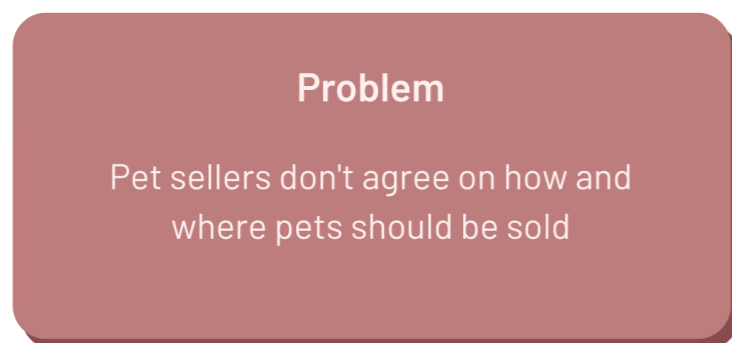 Problem
Pet sellers don't agree on how and
where pets should be sold